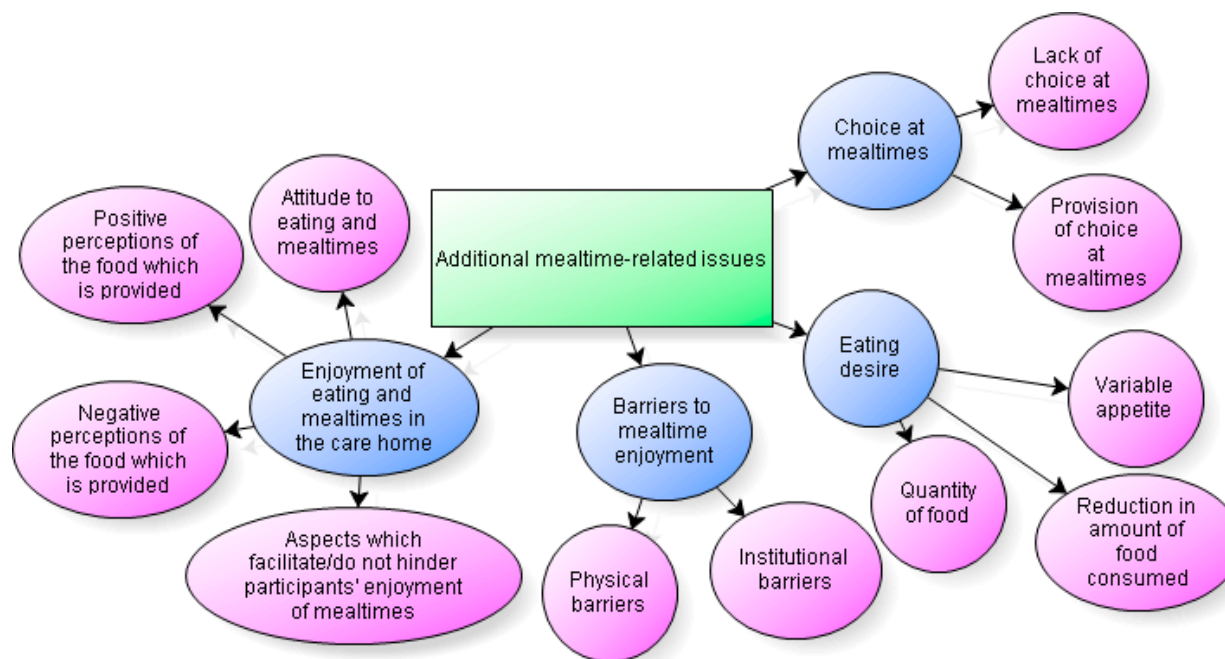 Lack of
choice at
mealtimes
Choice at
mealtimes
Provision
of choice
at
mealtimes
Attitude to
eating and
mealtimes
Positive
perceptions of
the food which
is provided
Additional mealtime-related issues
Eating
desire
Variable
appetite
Enjoyment of
eating and
mealtimes in
the care home
Barriers to
mealtime
enjoyment
Negative
perceptions of
the food which
is provided
Quantity
of food
Reduction in
amount of
food
consumed
Aspects which
facilitate/do not hinder
participants' enjoyment
of mealtimes
Physical
barriers
Institutional
barriers